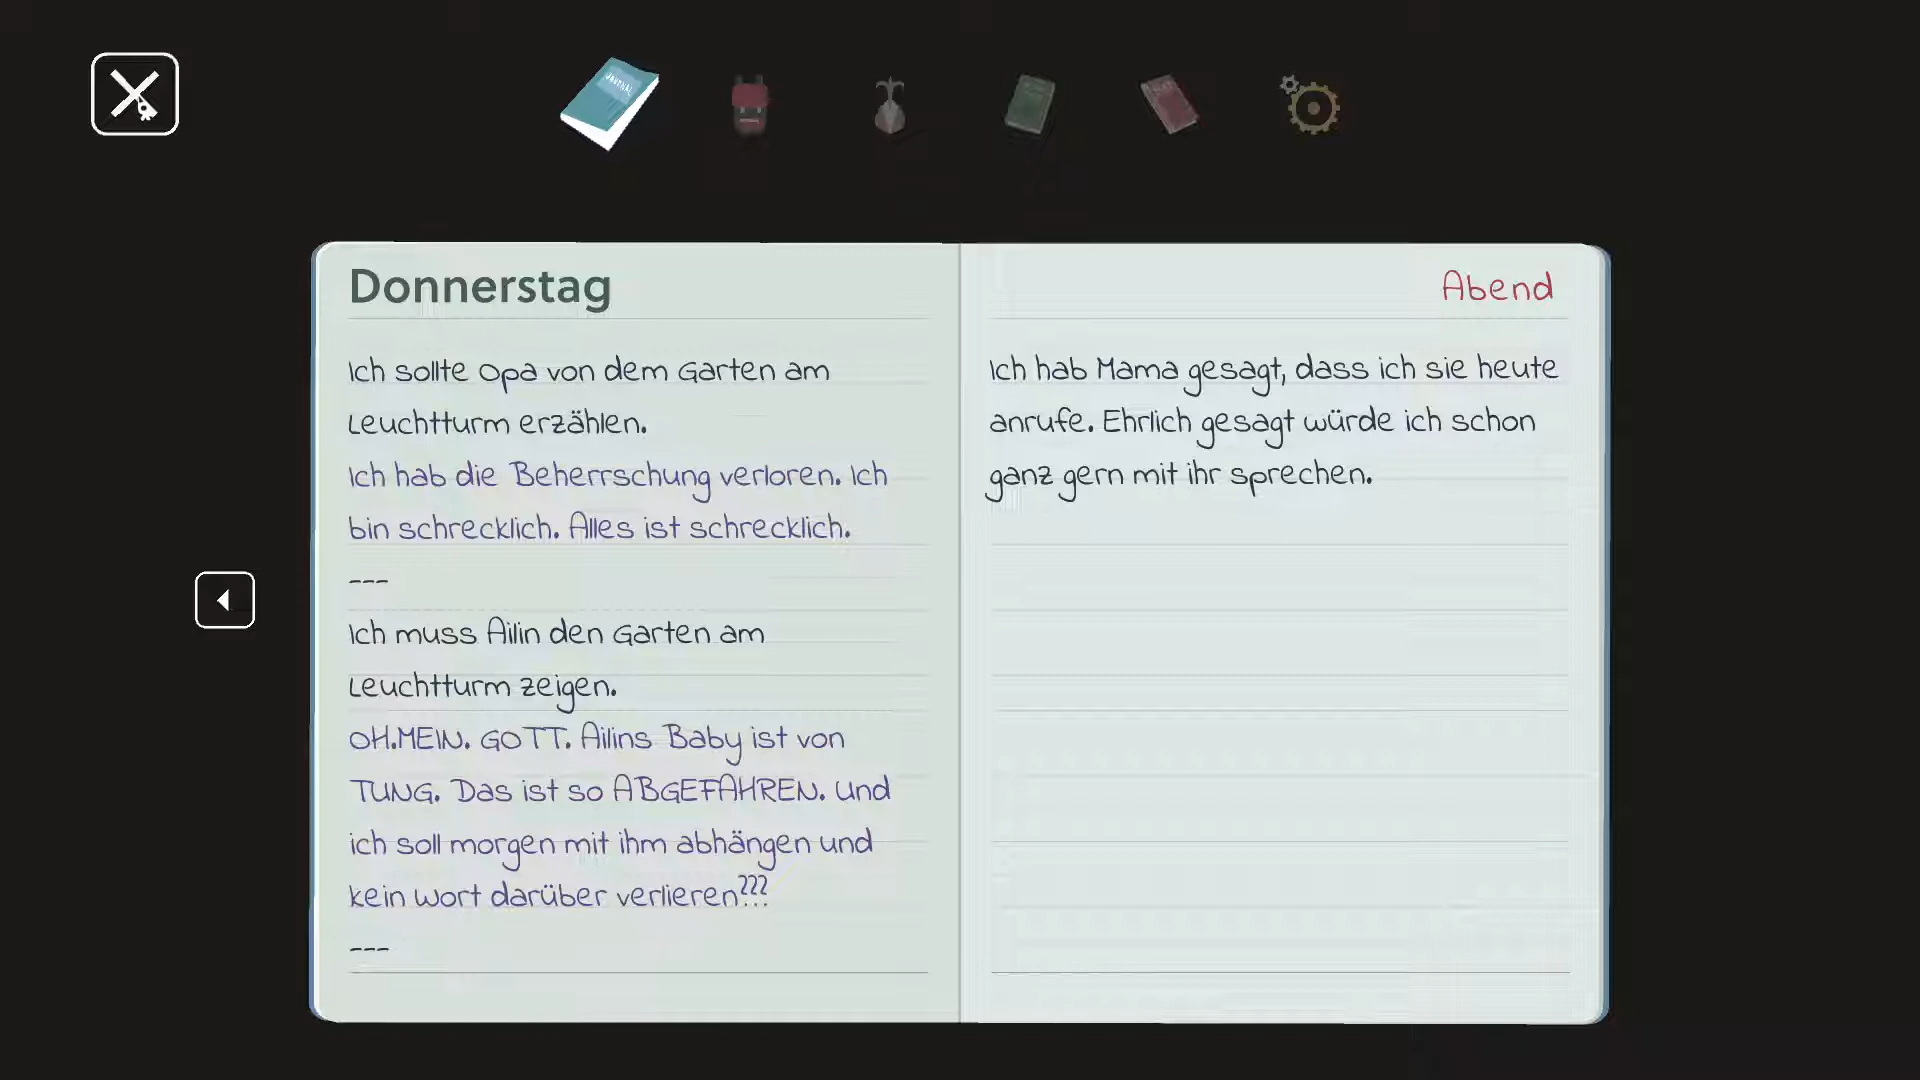 JOURNAL
Donnerstag
Ich sollte Opa von dem Garten am
Leuchtturm erzählen.
Ich hab die Beherrschung verloren. Ich
bin schrecklich. Alles ist schrecklich.
---
Ich muss Ailin den Garten am
Leuchtturm zeigen.
OH.MEIN. GOTT. Ailins Baby ist von
TUNG. Das ist so ABGEFAHREN. Und
ich soll morgen mit ihm abhängen und
kein Wort darüber verlieren???
---
Abend
Ich hab Mama gesagt, dass ich sie heute
anrufe. Ehrlich gesagt würde ich schon
ganz gern mit ihr sprechen.